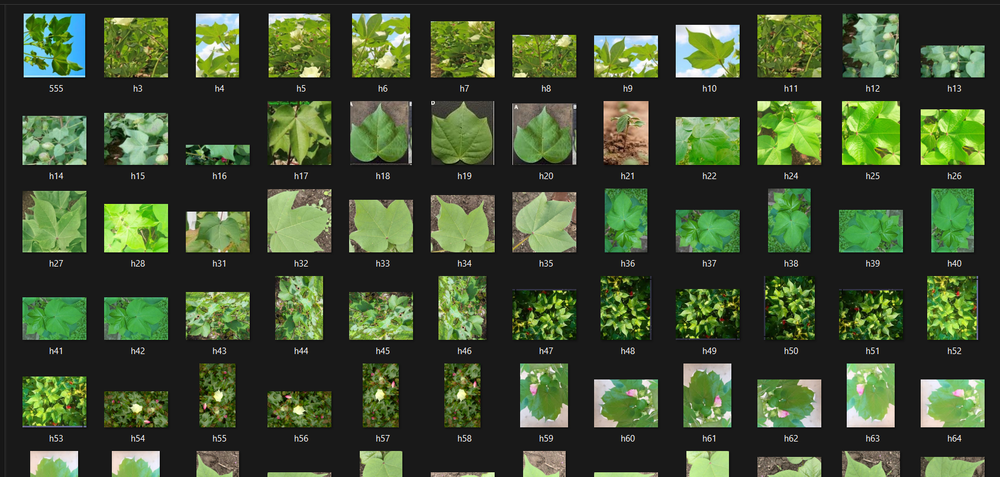 555 h3 h4 h5 h6 h7 h8 h9 h10 h11 h12 h13
A
D
A
B
h14 h15 h16 h17 h18 h19 h20 h21 h22 h24 h25 h26
h27 h28 h31 h32 h33 h34 h35 h36 h37 h38 h39 h40
h41 h42 h43 h44 h45 h46 h47 h48 h49 h50 h51 h52
h53 h54 h55 h56 h57 h58 h59 h60 h61 h62 h63 h64